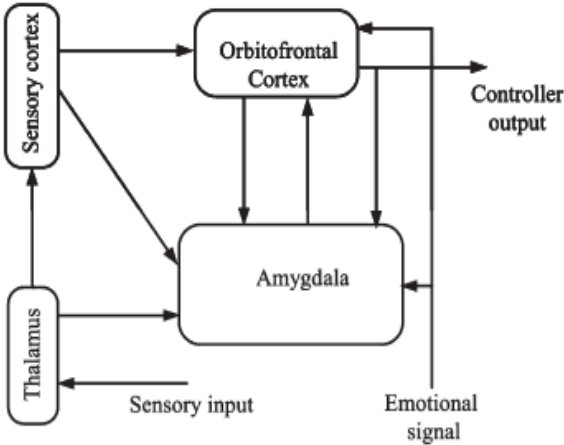 Sensory cortex
Orbitofrontal
Cortex
Controller
output
Amygdala
Thalamus
Sensory input
Emotional
signal